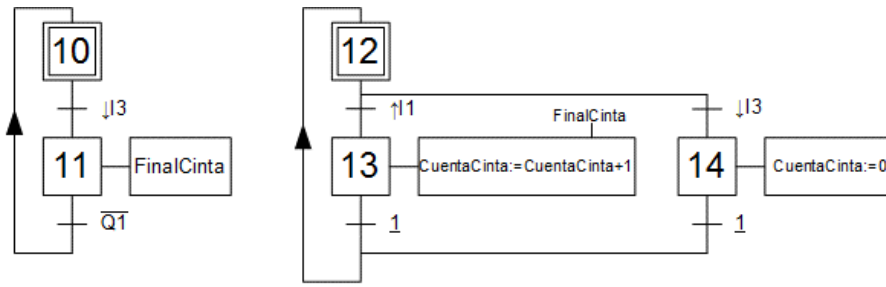 10
↓I3
11
FinalCinta
Q1
12
↑I1
↓I3
FinalCinta
13
CuentaCinta:=CuentaCinta+1
14
CuentaCinta:=0
1
1